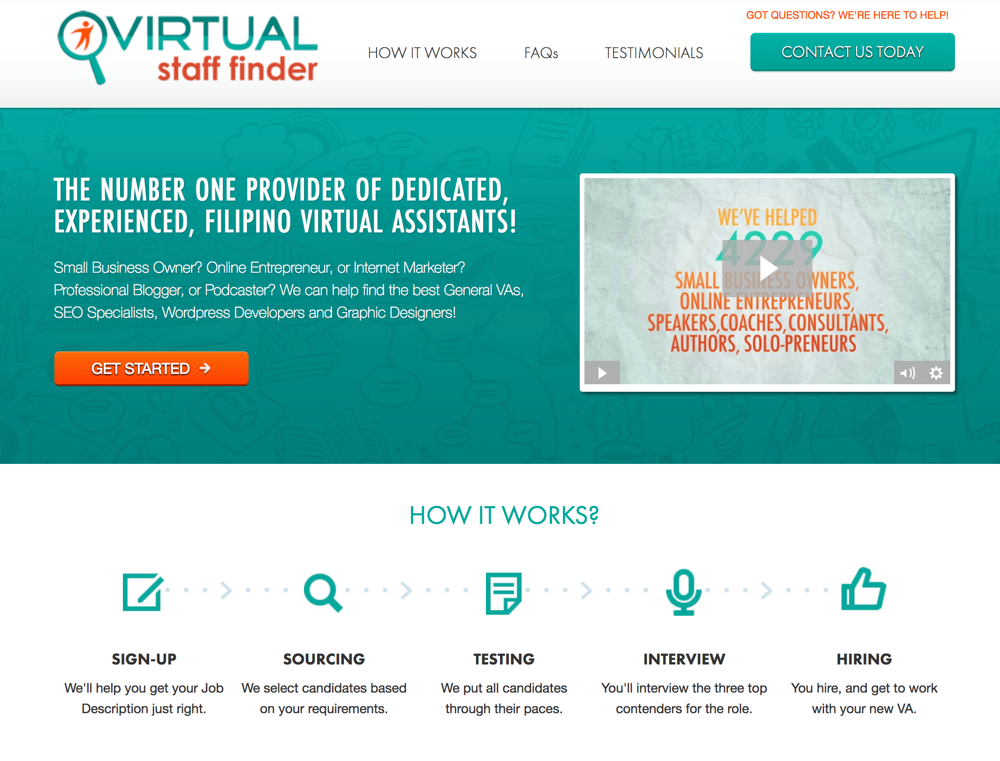 VIRTUAL
staff finder
HOW IT WORKS
FAQs
TESTIMONIALS
GOT QUESTIONS? WE'RE HERE TO HELP!
CONTACT US TODAY
THE NUMBER ONE PROVIDER OF DEDICATED,
EXPERIENCED, FILIPINO VIRTUAL ASSISTANTS!
Small Business Owner? Online Entrepreneur, or Internet Marketer?
Professional Blogger, or Podcaster? We can help find the best General VAs,
SEO Specialists, Wordpress Developers and Graphic Designers!
GET STARTED
YES
WE'VE HELPED
4229
SMALL BUSINESS OWNERS,
ONLINE ENTREPRENEURS,
SPEAKERS,COACHES,CONSULTANTS,
AUTHORS, SOLO-PRENEURS
HOW IT WORKS?
SIGN-UP
We'll help you get your Job
Description just right.
SOURCING
We select candidates based
on your requirements.
TESTING
We put all candidates
through their paces.
INTERVIEW
You'll interview the three top
contenders for the role.
HIRING
You hire, and get to work
with your new VA.